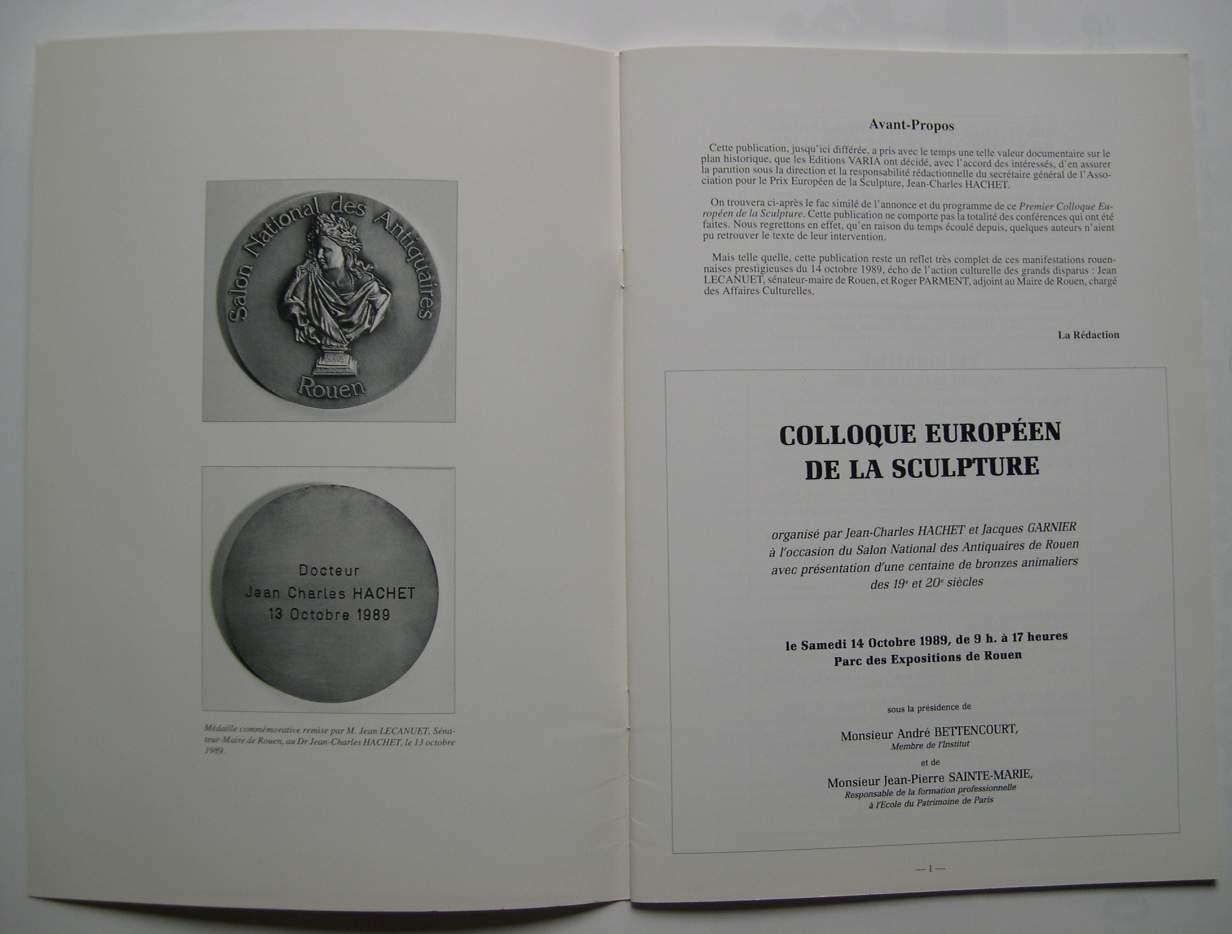 Salon National des Antiquaires
Rouen
Docteur
Jean Charles HACHET
13 Octobre 1989
Médaille commémorative remise par M. Jean LECANUET, Séna-
teur-Maire de Rouen, au Dr Jean-Charles HACHET, le 13 octobre
1989.
Avant-Propos
Cette publication, jusqu'ici différée, a pris avec le temps une telle valeur documentaire sur le
plan historique, que les Editions VARIA ont décidé, avec l'accord des intéressés, d'en assurer
la parution sous la direction et la responsabilité rédactionnelle du secrétaire général de l'Asso-
ciation pour le Prix Européen de la Sculpture, Jean-Charles HACHET.
On trouvera ci-après le fac similé de l'annonce et du programme de ce Premier Colloque Eu-
ropéen de la Sculpture. Cette publication ne comporte pas la totalité des conférences qui ont été
faites. Nous regrettons en effet, qu'en raison du temps écoulé depuis, quelques auteurs n'aient
pu retrouver le texte de leur intervention.
Mais telle quelle, cette publication reste un reflet très complet de ces manifestations rouen-
naises prestigieuses du 14 octobre 1989, écho de l'action culturelle des grands disparus : Jean
LECANUET, sénateur-maire de Rouen, et Roger PARMENT, adjoint au Maire de Rouen, chargé
des Affaires Culturelles.
La Rédaction
COLLOQUE EUROPÉEN
DE LA SCULPTURE
organisé par Jean-Charles HACHET et Jacques GARNIER
à l'occasion du Salon National des Antiquaires de Rouen
avec présentation d'une centaine de bronzes animaliers
des 19e et 20e siècles
le Samedi 14 Octobre 1989, de 9 h. à 17 heures
Parc des Expositions de Rouen
sous la présidence de
Monsieur André BETTENCOURT,
Membre de l'Institut
et de
Monsieur Jean-Pierre SAINTE-MARIE,
Responsable de la formation professionnelle
à l'Ecole du Patrimoine de Paris
— 1 —